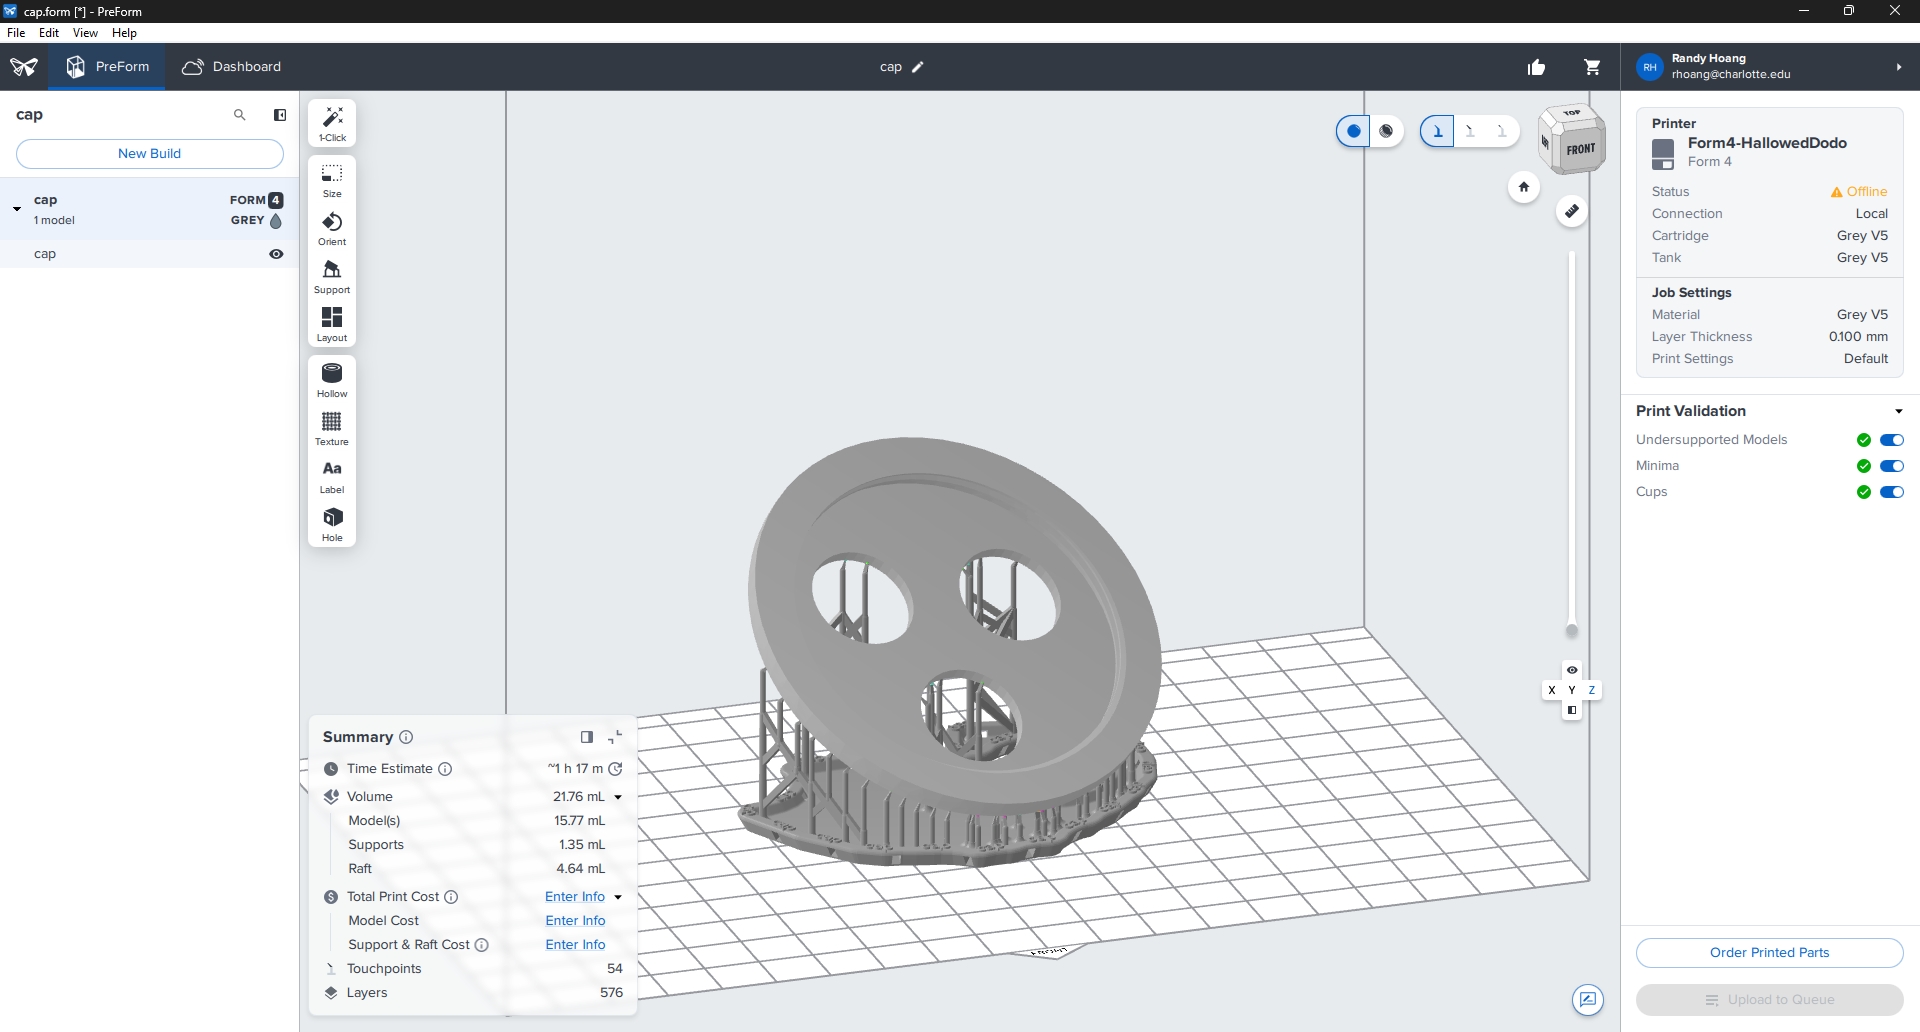 cap.form [*] - PreForm
File Edit View Help
PreForm
Dashboard
cap
RH
Randy Hoang
rhoang@charlotte.edu
cap
New Build
cap
FORM 4
1 model
GREY
cap
1-Click
Size
Orient
Support
Layout
Hollow
Texture
Aa
Label
Hole
TOP
FRONT
X Y Z
Summary
Time Estimate ~1 h 17 m
Volume 21.76 mL
Model(s) 15.77 mL
Supports 1.35 mL
Raft 4.64 mL
Total Print Cost Enter Info
Model Cost Enter Info
Support & Raft Cost Enter Info
Touchpoints 54
Layers 576
Printer
Form4-HallowedDodo
Form 4
Status Offline
Connection Local
Cartridge Grey V5
Tank Grey V5
Job Settings
Material Grey V5
Layer Thickness 0.100 mm
Print Settings Default
Print Validation
Undersupported Models
Minima
Cups
Order Printed Parts
Upload to Queue